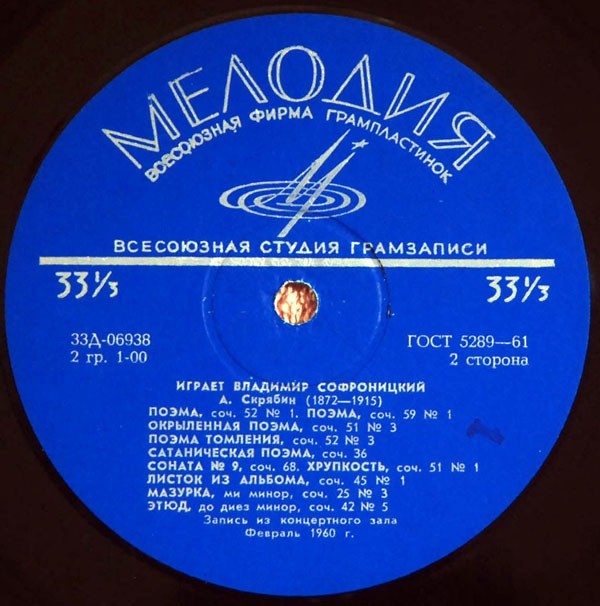 МЕЛОДИЯ
ВСЕСОЮЗНАЯ ФИРМА ГРАМПЛАСТИНОК
ВСЕСОЮЗНАЯ СТУДИЯ ГРАМЗАПИСИ
33⅓ 33⅓
33Д-06938 ГОСТ 5289—61
2 гр. 1-00 2 сторона
ИГРАЕТ ВЛАДИМИР СОФРОНИЦКИЙ
А. Скрябин (1872—1915)
ПОЭМА, соч. 52 № 1. ПОЭМА, соч. 59 № 1
ОКРЫЛЕННАЯ ПОЭМА, соч. 51 № 3
ПОЭМА ТОМЛЕНИЯ, соч. 52 № 3
САТАНИЧЕСКАЯ ПОЭМА, соч. 36
СОНАТА № 9, соч. 68. ХРУПКОСТЬ, соч. 51 № 1
ЛИСТОК ИЗ АЛЬБОМА, соч. 45 № 1
МАЗУРКА, ми минор, соч. 25 № 3
ЭТЮД, до диез минор, соч. 42 № 5
Запись из концертного зала
Февраль 1960 г.